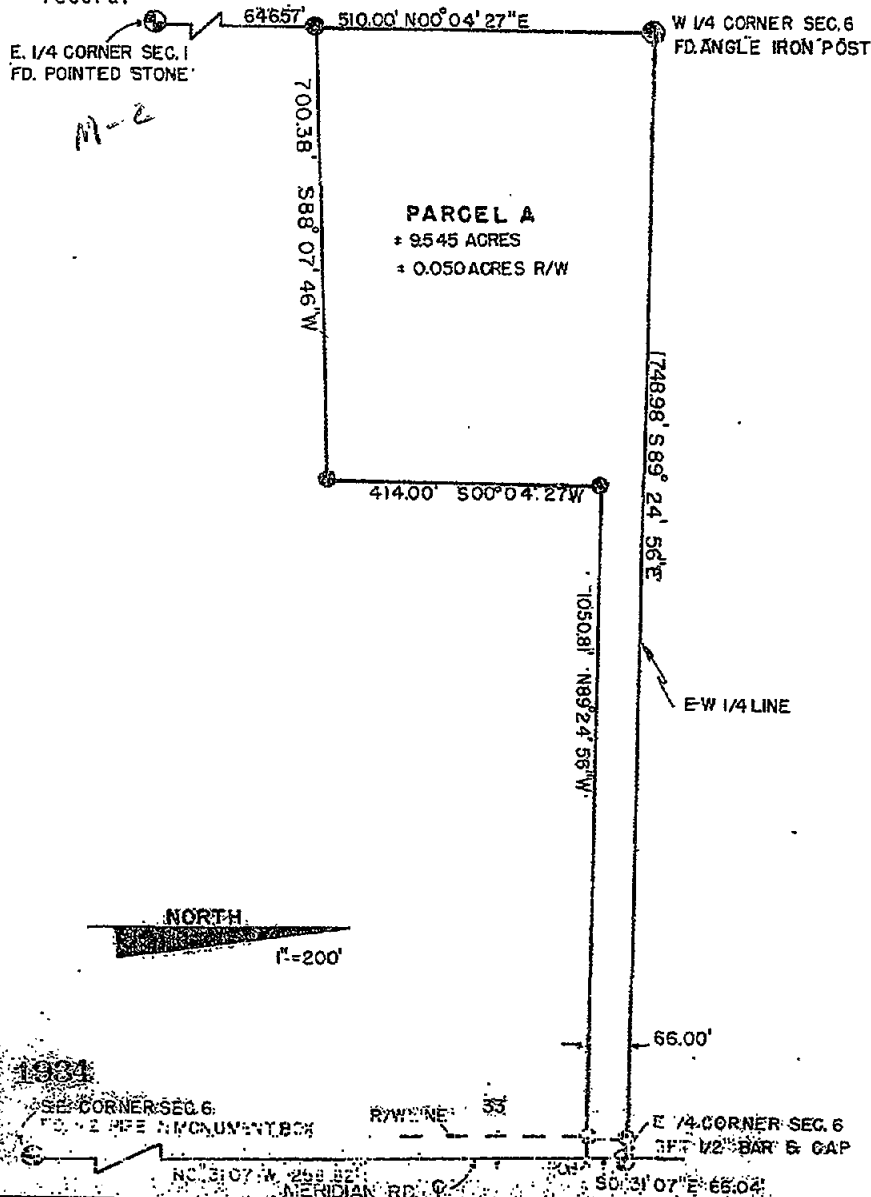 646.57' 510.00' N00°04'27"E
W 1/4 CORNER SEC. 6
FD. ANGLE IRON POST
E. 1/4 CORNER SEC. 1
FD. POINTED STONE
M-2
700.38' S88°07'46"W
PARCEL A
± 9.545 ACRES
± 0.050 ACRES R/W
1748.98' S89°24'56"E
414.00' S00°04'27"W
1050.81' N89°24'56"W
E-W 1/4 LINE
NORTH
1"=200'
66.00'
1934
S.E. CORNER SEC. 6
PIPE MONUMENT BOX
R/W LINE 33
E 1/4 CORNER SEC. 6
1/2" BAR & CAP
MERIDIAN RD.
S0°31'07"E 66.04'